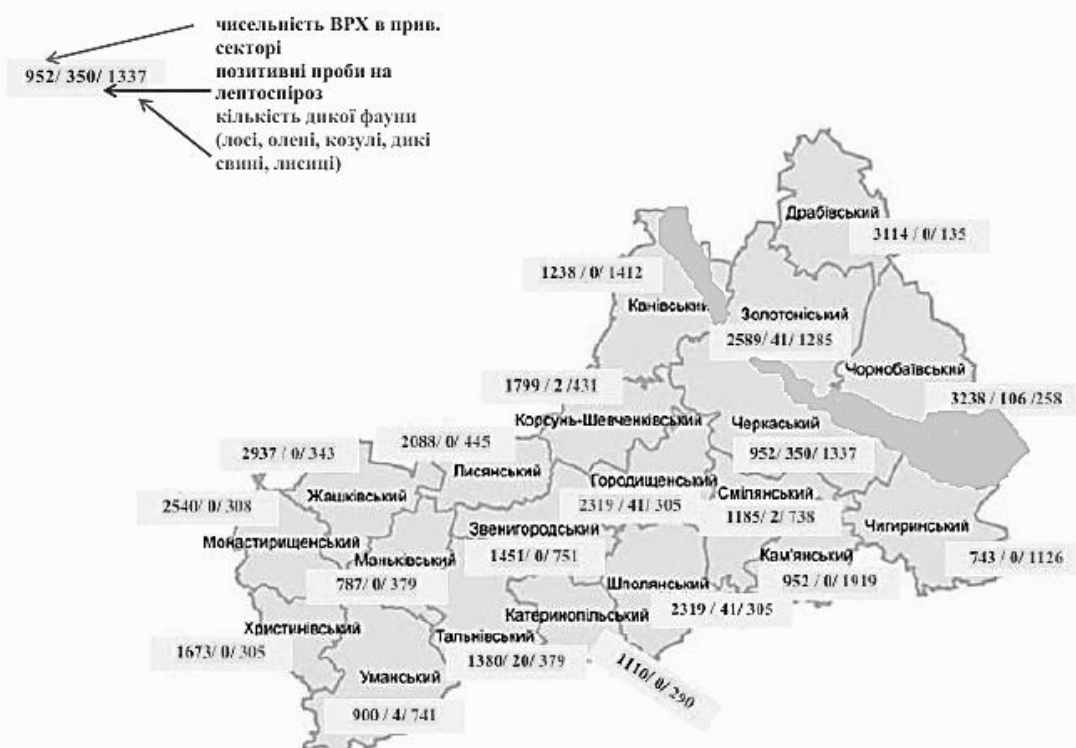 чисельність ВРХ в прив.
секторі
952/ 350/ 1337
позитивні проби на
лептоспіроз
кількість дикої фауни
(лосі, олені, козулі, дикі
свині, лисиці)
Драбівський
3114 / 0/ 135
1238 / 0/ 1412
Канівський
Золотоніський
2589/ 41/ 1285
Чорнобаївський
3238 / 106 /258
1799 / 2 /431
Корсунь-Шевченківський
Черкаський
952/ 350/ 1337
2088/ 0/ 445
Лисянський
2937 / 0/ 343
Жашківський
Городищенський
2319 / 41/ 305
Смілянський
1185/ 2/ 738
2540/ 0/ 308
Монастирищенський
Звенигородський
1451/ 0/ 751
Чигиринський
743 / 0/ 1126
Маньківський
787/ 0/ 379
Кам'янський
952 / 0/ 1919
Шполянський
2319 / 41/ 305
Катеринопільський
1110/ 0/ 290
Христинівський
1673/ 0/ 305
Тальнівський
1380/ 20/ 379
Уманський
900 / 4/ 741